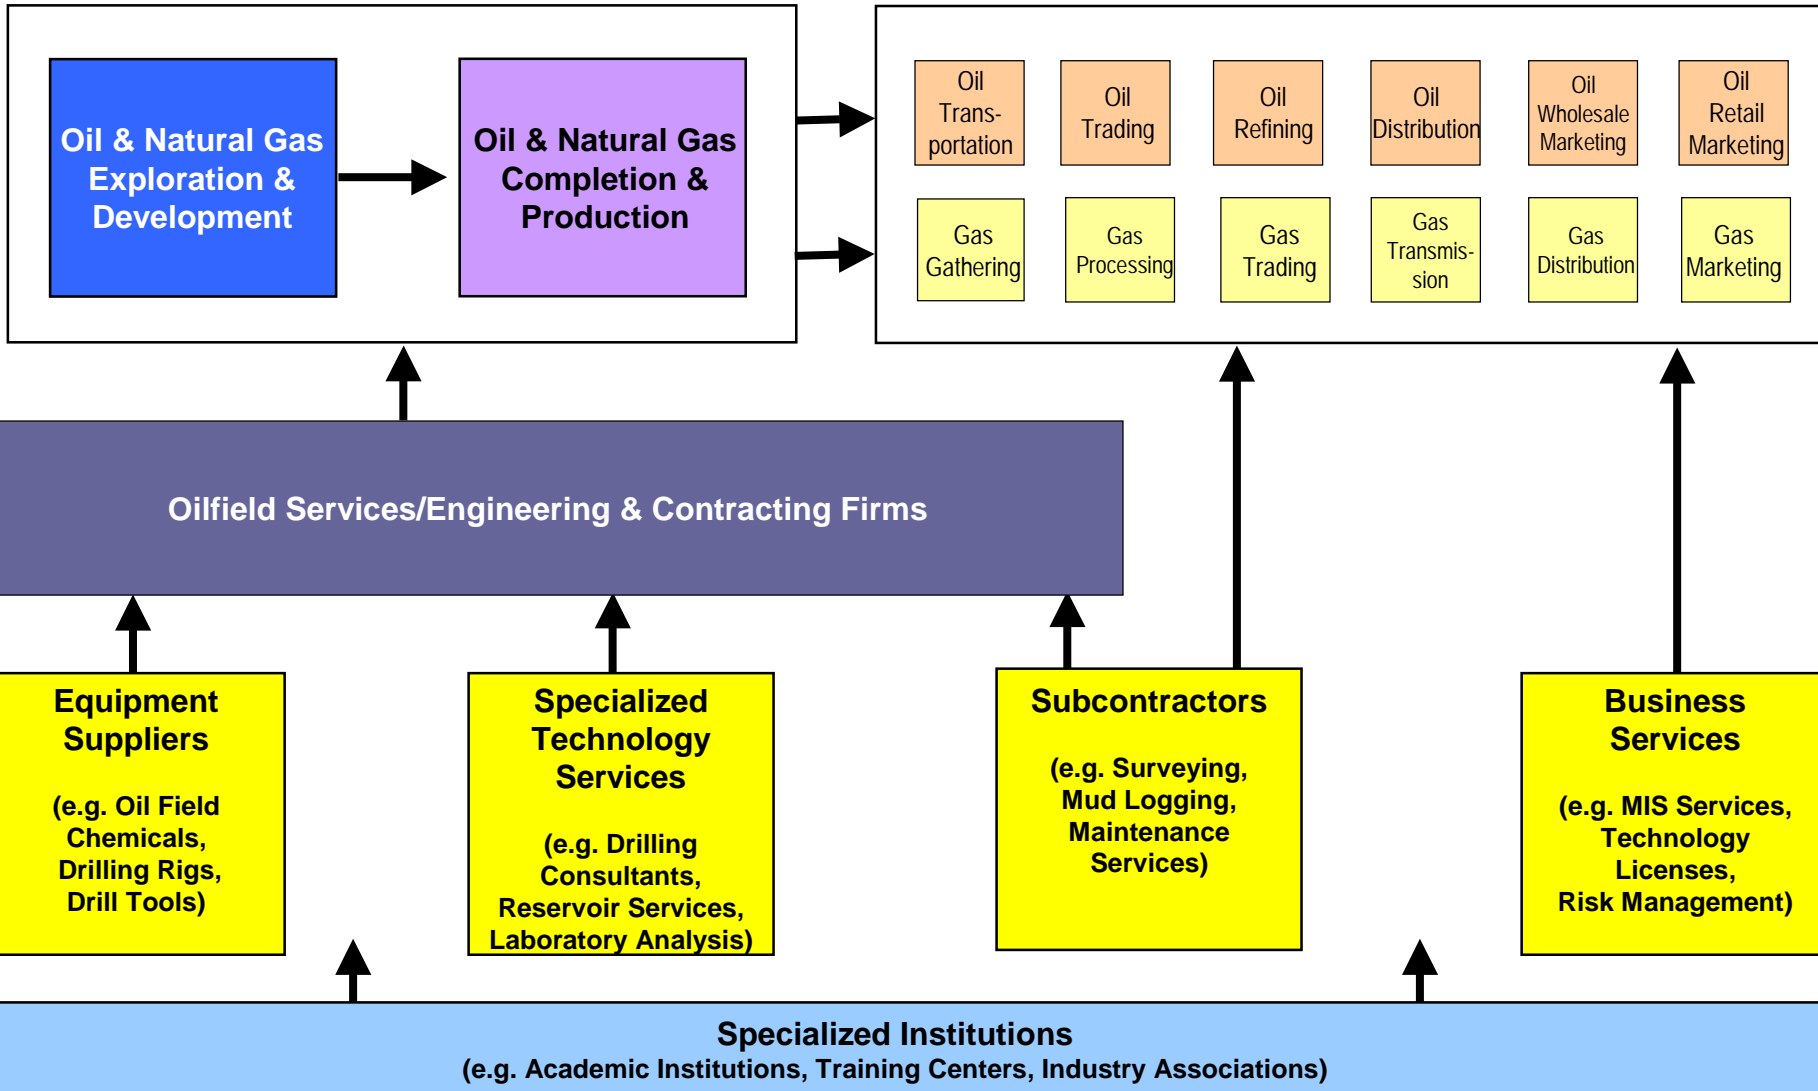 Oil & Natural Gas
Exploration &
Development
Oil & Natural Gas
Completion &
Production
Oil
Trans-
portation
Oil
Trading
Oil
Refining
Oil
Distribution
Oil
Wholesale
Marketing
Oil
Retail
Marketing
Gas
Gathering
Gas
Processing
Gas
Trading
Gas
Transmis-
sion
Gas
Distribution
Gas
Marketing
Oilfield Services/Engineering & Contracting Firms
Equipment
Suppliers
(e.g. Oil Field
Chemicals,
Drilling Rigs,
Drill Tools)
Specialized
Technology
Services
(e.g. Drilling
Consultants,
Reservoir Services,
Laboratory Analysis)
Subcontractors
(e.g. Surveying,
Mud Logging,
Maintenance
Services)
Business
Services
(e.g. MIS Services,
Technology
Licenses,
Risk Management)
Specialized Institutions
(e.g. Academic Institutions, Training Centers, Industry Associations)